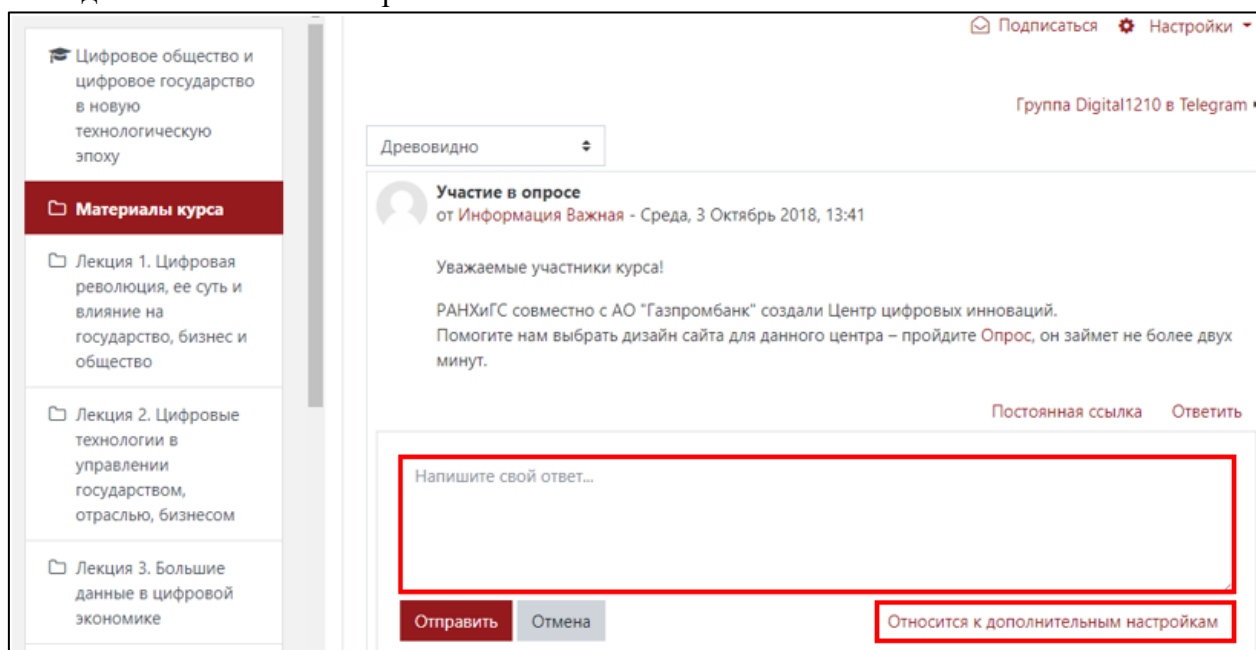 Подписаться Настройки
Цифровое общество и
цифровое государство
в новую
технологическую
эпоху
Материалы курса
Лекция 1. Цифровая
революция, ее суть и
влияние на
государство, бизнес и
общество
Лекция 2. Цифровые
технологии в
управлении
государством,
отраслью, бизнесом
Лекция 3. Большие
данные в цифровой
экономике
Группа Digital1210 в Telegram
Древовидно
Участие в опросе
от Информация Важная - Среда, 3 Октябрь 2018, 13:41
Уважаемые участники курса!
РАНХиГС совместно с АО "Газпромбанк" создали Центр цифровых инноваций.
Помогите нам выбрать дизайн сайта для данного центра – пройдите Опрос, он займет не более двух
минут.
Постоянная ссылка Ответить
Напишите свой ответ...
Отправить Отмена Относится к дополнительным настройкам